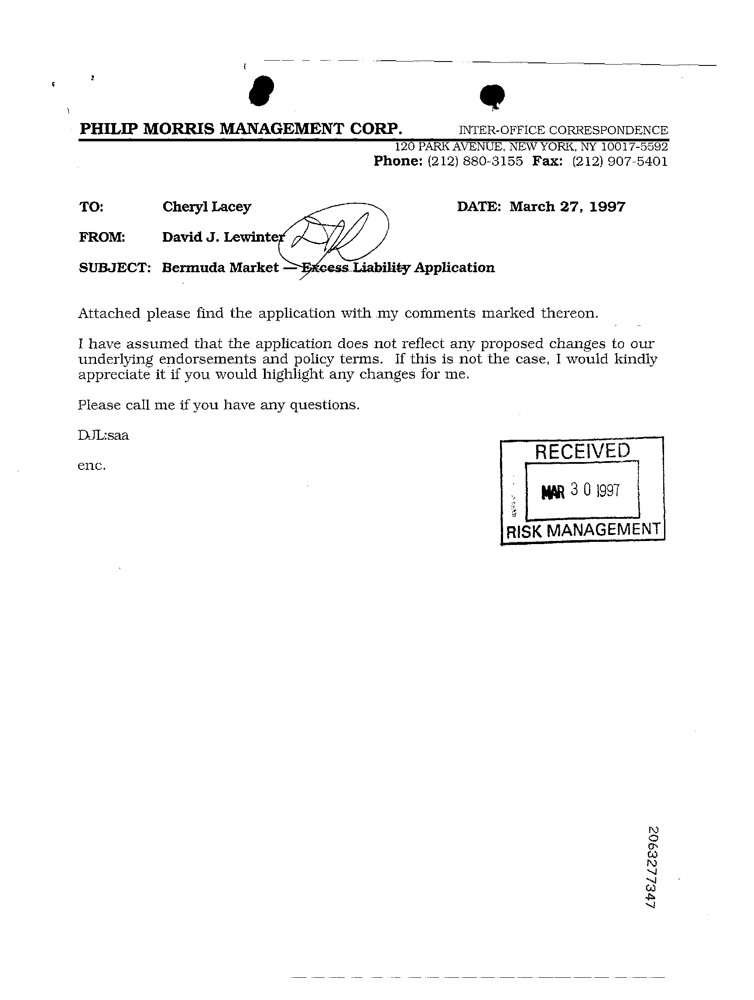 PHILIP MORRIS MANAGEMENT CORP. INTER-OFFICE CORRESPONDENCE
120 PARK AVENUE, NEW YORK, NY 10017-5592
Phone: (212) 880-3155 Fax: (212) 907-5401
TO: Cheryl Lacey DATE: March 27, 1997
FROM: David J. Lewinter
SUBJECT: Bermuda Market — Excess Liability Application
Attached please find the application with my comments marked thereon.
I have assumed that the application does not reflect any proposed changes to our
underlying endorsements and policy terms. If this is not the case, I would kindly
appreciate it if you would highlight any changes for me.
Please call me if you have any questions.
DJL:saa
enc.
RECEIVED
MAR 30 1997
RISK MANAGEMENT
2063277347